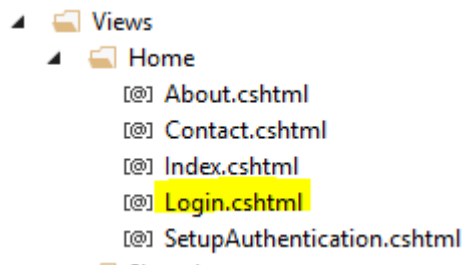 Views
Home
[@] About.cshtml
[@] Contact.cshtml
[@] Index.cshtml
[@] Login.cshtml
[@] SetupAuthentication.cshtml